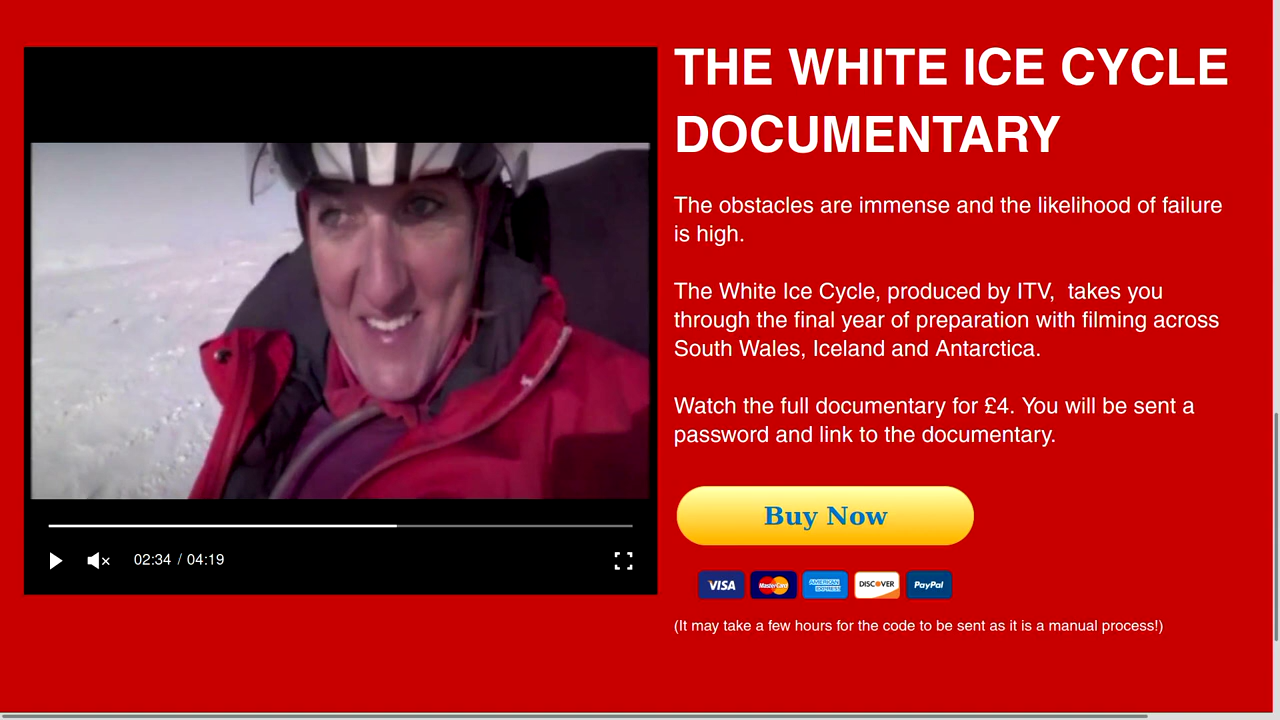 THE WHITE ICE CYCLE
DOCUMENTARY
The obstacles are immense and the likelihood of failure
is high.
The White Ice Cycle, produced by ITV,  takes you
through the final year of preparation with filming across
South Wales, Iceland and Antarctica.
Watch the full documentary for £4. You will be sent a
password and link to the documentary.
Buy Now
02:34 / 04:19
VISA MasterCard AMERICAN EXPRESS DISCOVER PayPal
(It may take a few hours for the code to be sent as it is a manual process!)